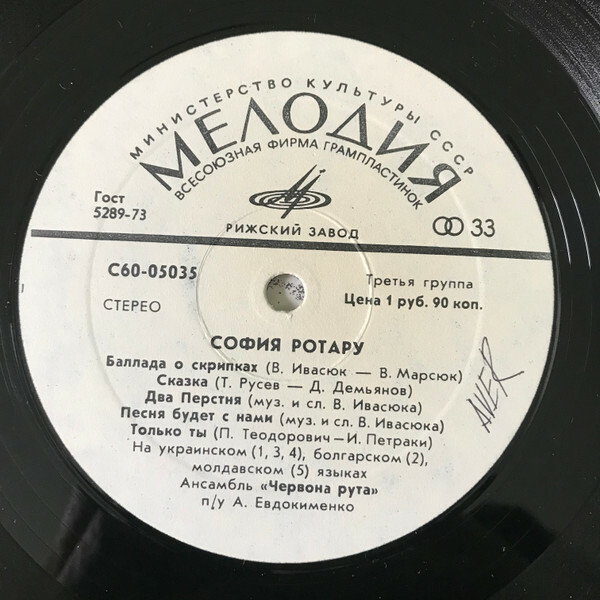 МИНИСТЕРСТВО КУЛЬТУРЫ СССР
МЕЛОДИЯ
ВСЕСОЮЗНАЯ ФИРМА ГРАМПЛАСТИНОК
Гост
5289-73
33
РИЖСКИЙ ЗАВОД
С60-05035
Третья группа
СТЕРЕО
Цена 1 руб. 90 коп.
СОФИЯ РОТАРУ
Баллада о скрипках (В. Ивасюк — В. Марсюк)
Сказка (Т. Русев — Д. Демьянов)
Два Перстня (муз. и сл. В. Ивасюка)
Песня будет с нами (муз. и сл. В. Ивасюка)
Только ты (П. Теодорович—И. Петраки)
На украинском (1, 3, 4), болгарском (2),
молдавском (5) языках
Ансамбль «Червона рута»
п/у А. Евдокименко
AVER